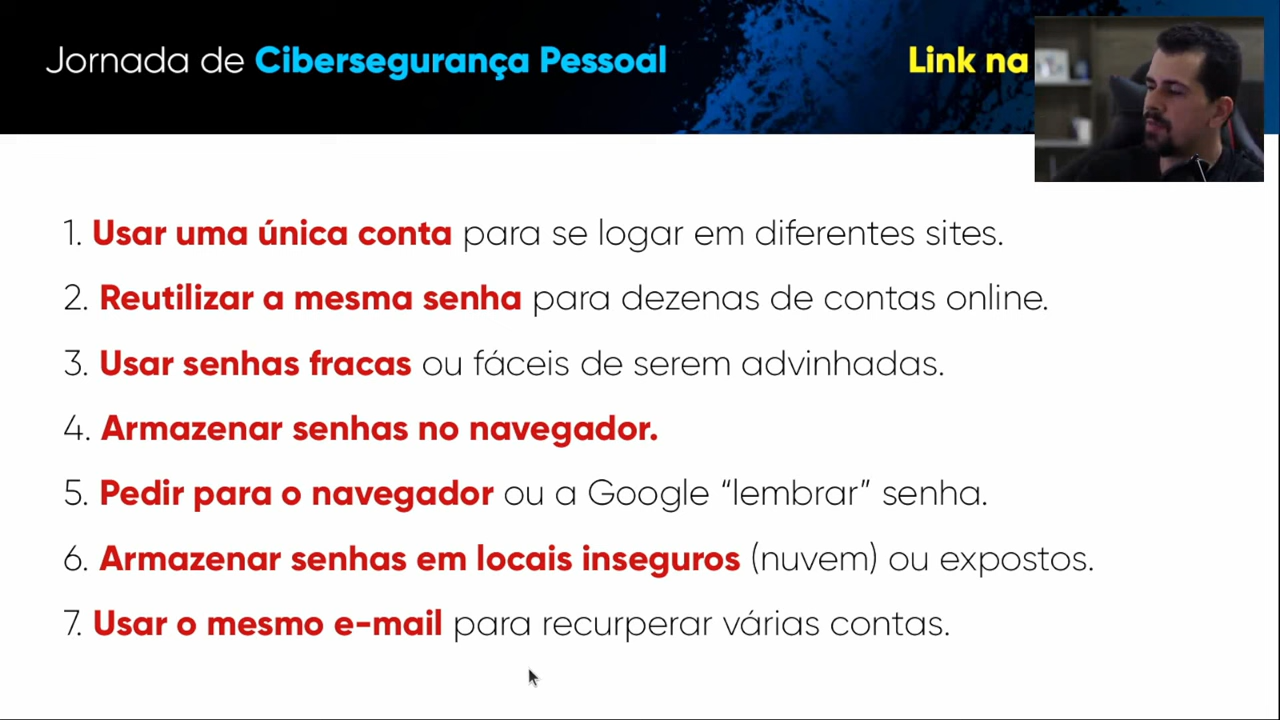 Jornada de Cibersegurança Pessoal
Link na
1. Usar uma única conta para se logar em diferentes sites.
2. Reutilizar a mesma senha para dezenas de contas online.
3. Usar senhas fracas ou fáceis de serem advinhadas.
4. Armazenar senhas no navegador.
5. Pedir para o navegador ou a Google “lembrar” senha.
6. Armazenar senhas em locais inseguros (nuvem) ou expostos.
7. Usar o mesmo e-mail para recurperar várias contas.